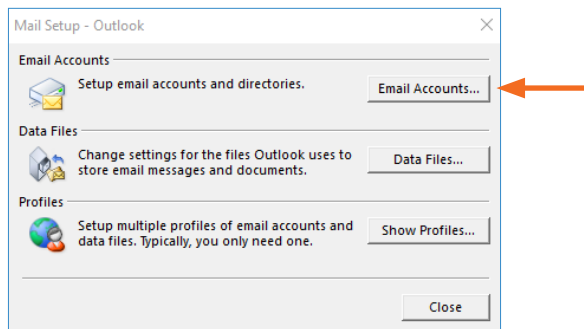 Mail Setup - Outlook
Email Accounts
Setup email accounts and directories.
Email Accounts...
Data Files
Change settings for the files Outlook uses to
store email messages and documents.
Data Files...
Profiles
Setup multiple profiles of email accounts and
data files. Typically, you only need one.
Show Profiles...
Close